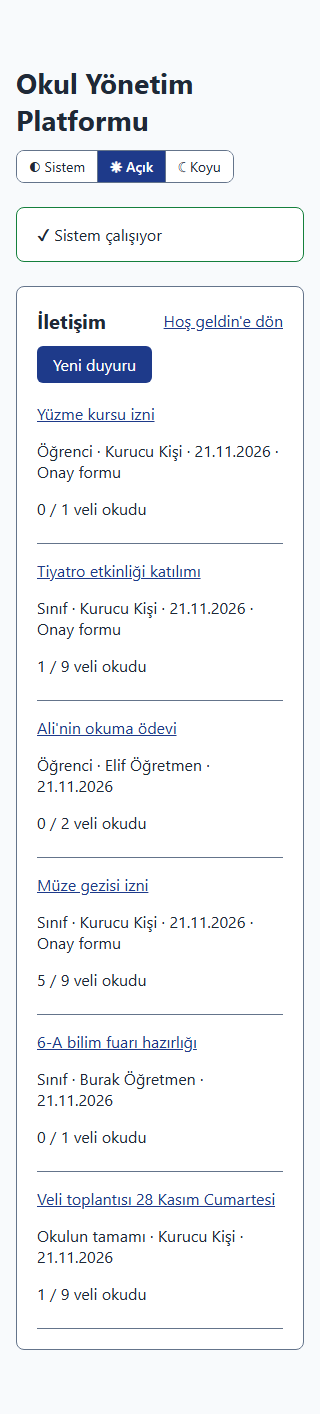 Okul Yönetim
Platformu
◐ Sistem ☀ Açık ☾ Koyu
✓ Sistem çalışıyor
İletişim Hoş geldin'e dön
Yeni duyuru
Yüzme kursu izni
Öğrenci · Kurucu Kişi · 21.11.2026 ·
Onay formu
0 / 1 veli okudu
Tiyatro etkinliği katılımı
Sınıf · Kurucu Kişi · 21.11.2026 ·
Onay formu
1 / 9 veli okudu
Ali'nin okuma ödevi
Öğrenci · Elif Öğretmen ·
21.11.2026
0 / 2 veli okudu
Müze gezisi izni
Sınıf · Kurucu Kişi · 21.11.2026 ·
Onay formu
5 / 9 veli okudu
6-A bilim fuarı hazırlığı
Sınıf · Burak Öğretmen ·
21.11.2026
0 / 1 veli okudu
Veli toplantısı 28 Kasım Cumartesi
Okulun tamamı · Kurucu Kişi ·
21.11.2026
1 / 9 veli okudu